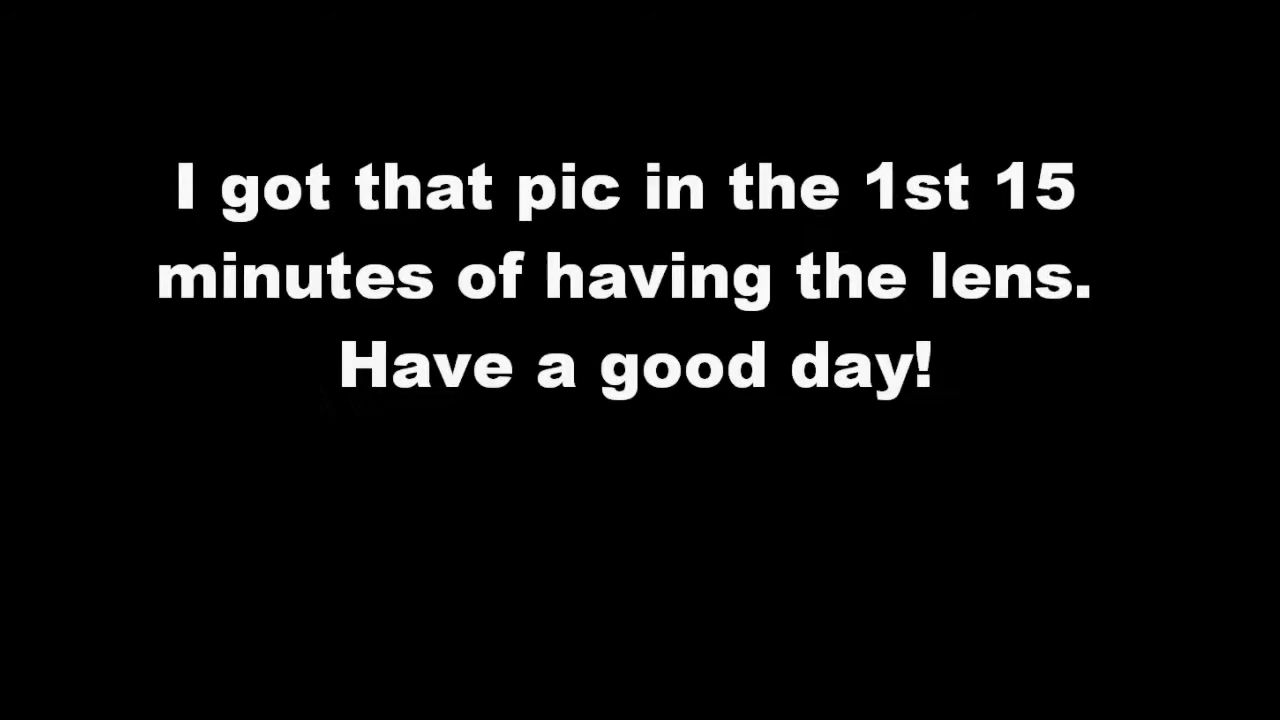 I got that pic in the 1st 15
minutes of having the lens.
Have a good day!